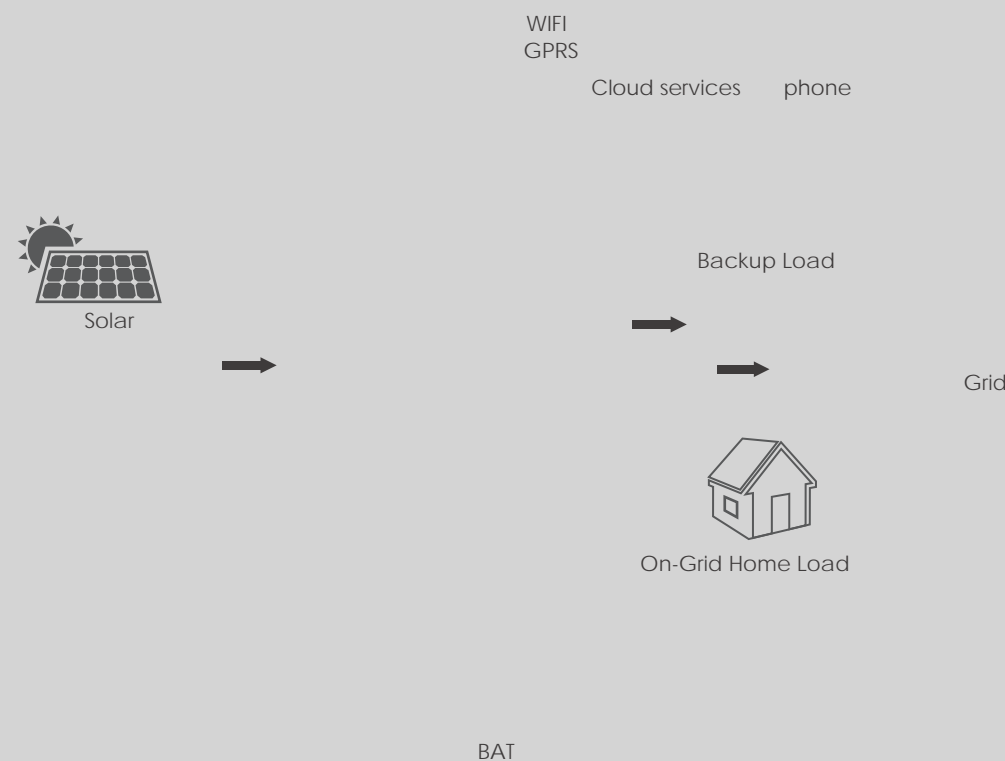 WIFI
GPRS
Cloud services phone
Backup Load
Solar
Grid
On-Grid Home Load
BAT